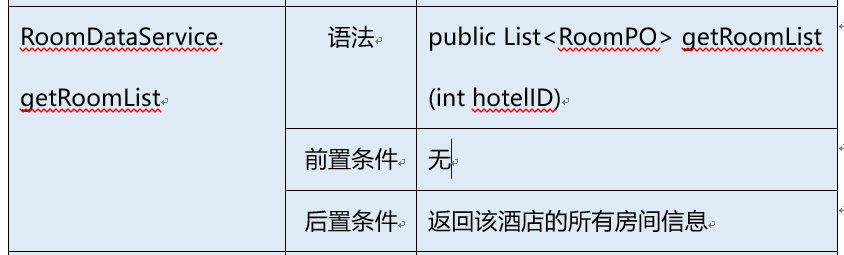 RoomDataService.
getRoomList
语法
public List<RoomPO> getRoomList
(int hotelID)
前置条件
无
后置条件
返回该酒店的所有房间信息